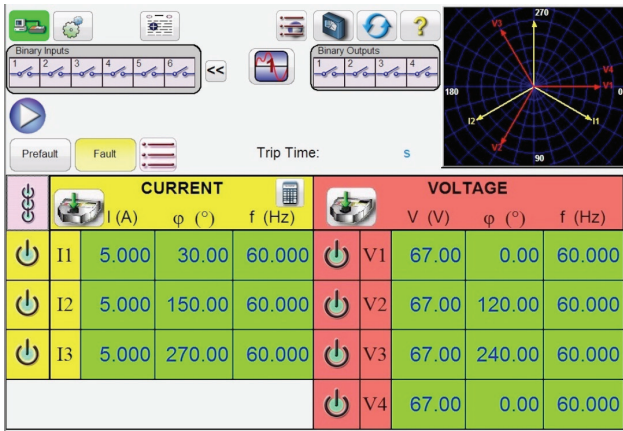 Binary Inputs
1 2 3 4 5 6
<<
1
Binary Outputs
1 2 3 4
270
V3
180
V4
V1
0
I2
I1
V2
90
Prefault
Fault
Trip Time:
s
CURRENT
I (A) φ (°) f (Hz)
VOLTAGE
V (V) φ (°) f (Hz)
I1 5.000 30.00 60.000 V1 67.00 0.00 60.000
I2 5.000 150.00 60.000 V2 67.00 120.00 60.000
I3 5.000 270.00 60.000 V3 67.00 240.00 60.000
V4 67.00 0.00 60.000